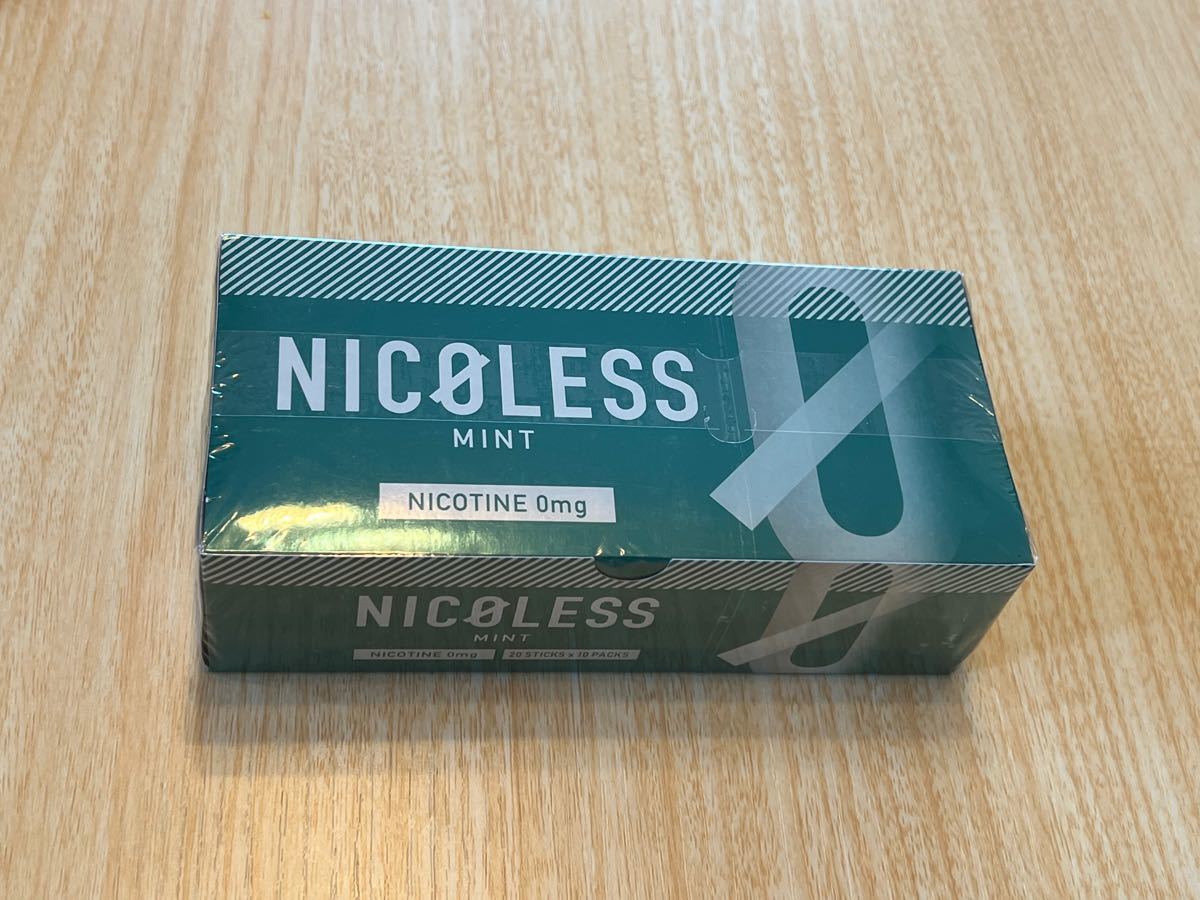 NICØLESS
MINT
NICOTINE 0mg
NICØLESS
MINT
NICOTINE 0mg 20 STICKS x 10 PACKS